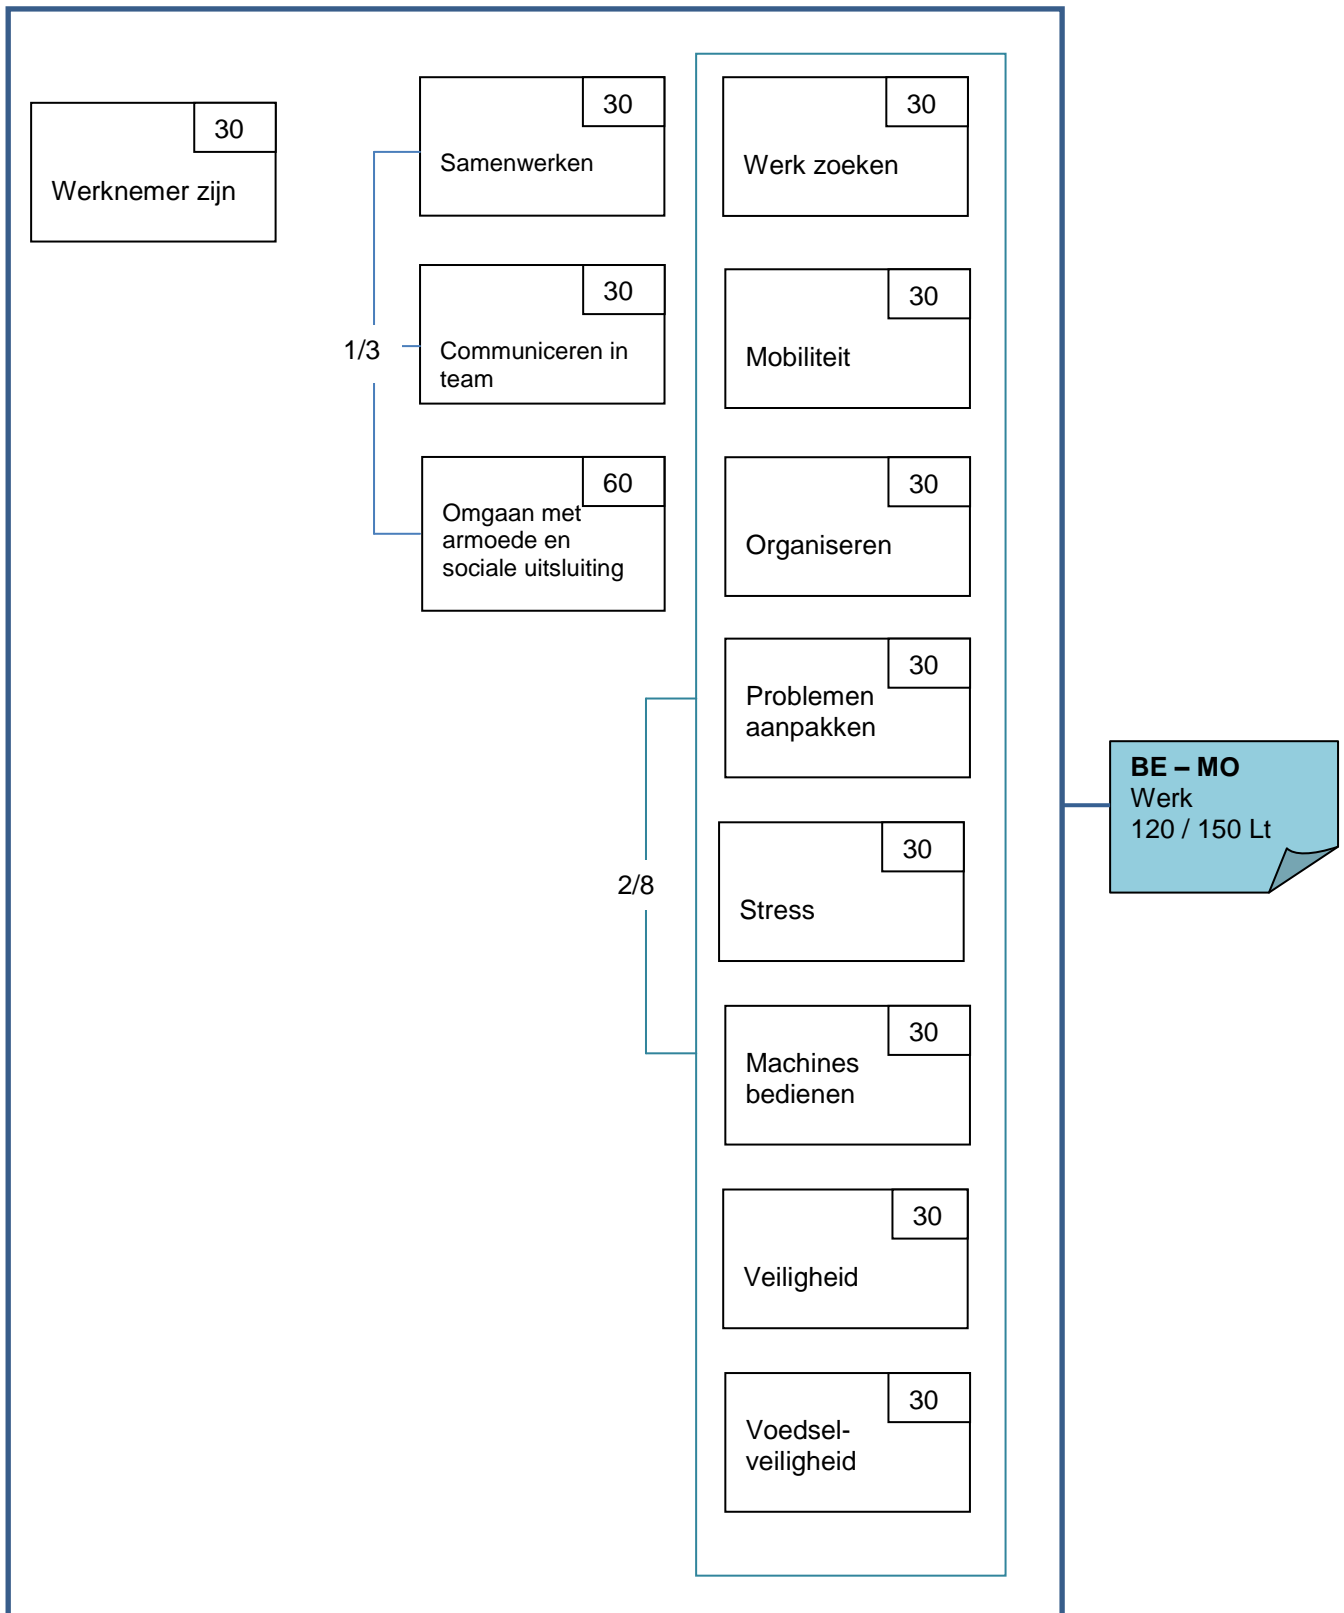 30
Werknemer zijn
30
Samenwerken
30
Communiceren in
team
60
Omgaan met
armoede en
sociale uitsluiting
1/3
30
Werk zoeken
30
Mobiliteit
30
Organiseren
30
Problemen
aanpakken
30
Stress
30
Machines
bedienen
30
Veiligheid
30
Voedsel-
veiligheid
2/8
BE – MO
Werk
120 / 150 Lt